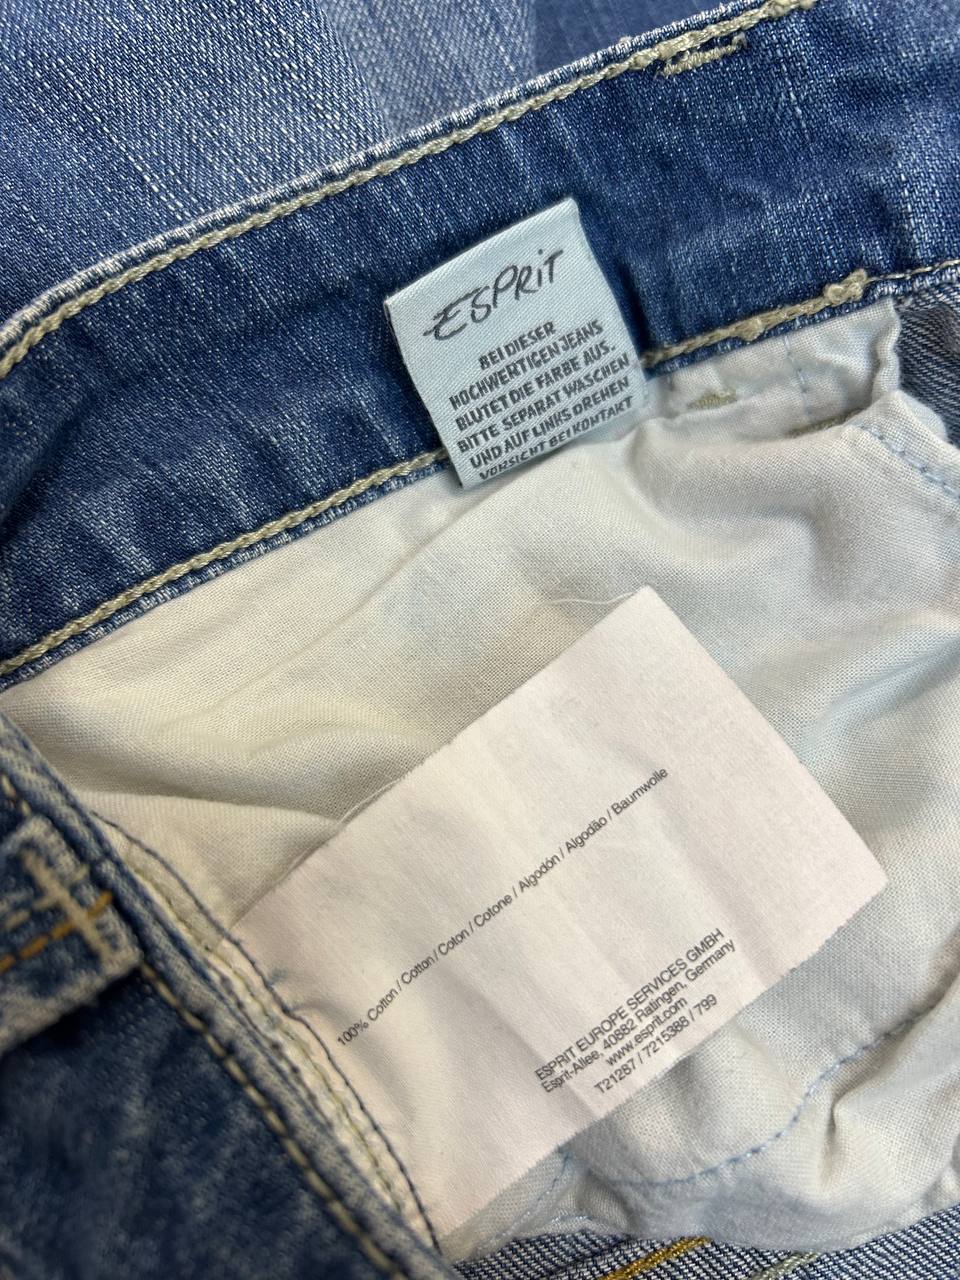 ESPRiT
BEI DIESER
HOCHWERTIGEN JEANS
BLUTET DIE FARBE AUS.
BITTE SEPARAT WASCHEN
UND AUF LINKS DREHEN
VORSICHT BEI KONTAKT
100% Cotton / Cotton / Coton / Cotone / Algodón / Algodão / Baumwolle
ESPRIT EUROPE SERVICES GMBH
Esprit-Allee, 40882 Ratingen, Germany
www.esprit.com
T21287 / 7215388 / 799